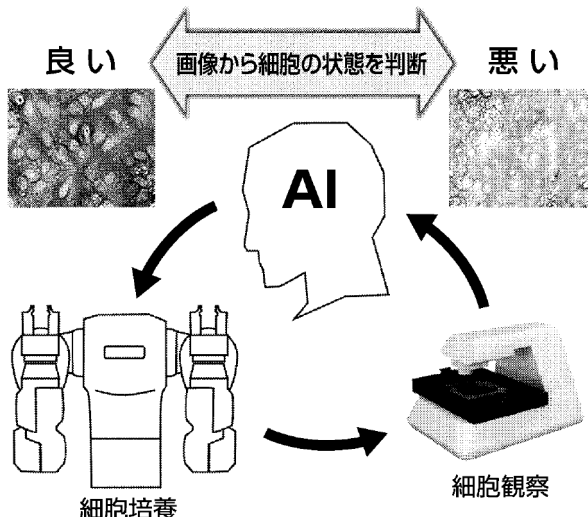 良い
画像から細胞の状態を判断
悪い
AI
細胞培養
細胞観察